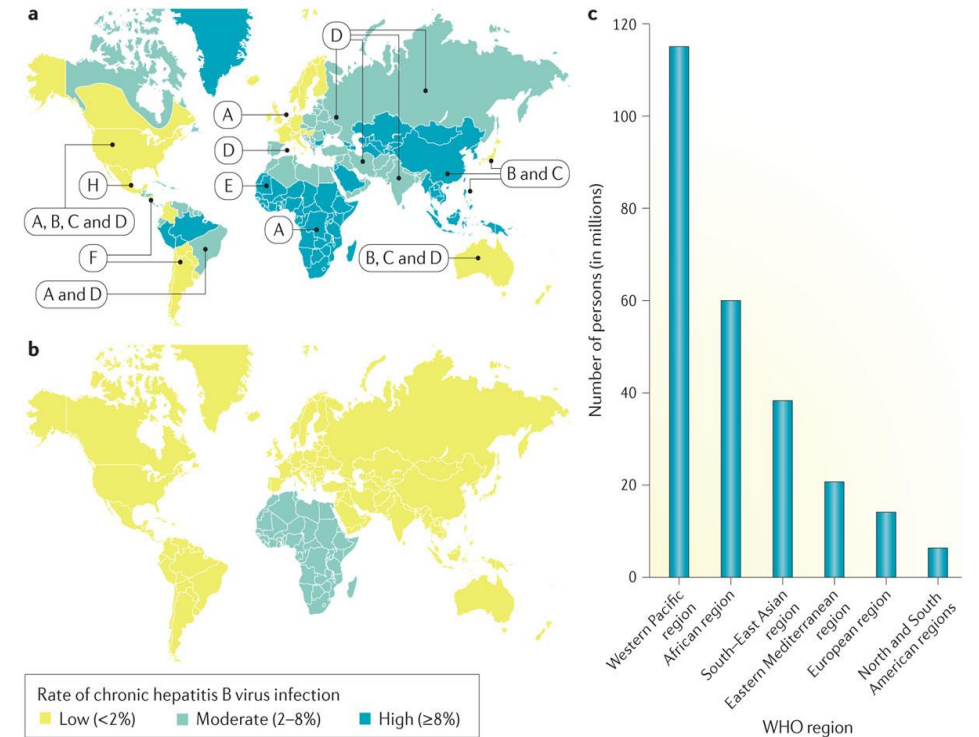 a
D
A
D
H
E
B and C
A, B, C and D
A
F
B, C and D
A and D
b
Rate of chronic hepatitis B virus infection
Low (<2%)
Moderate (2–8%)
High (≥8%)
c
Number of persons (in millions)
120
100
80
60
40
20
0
Western Pacific
region
African region
South–East Asian
region
Eastern Mediterranean
region
European region
North and South
American regions
WHO region